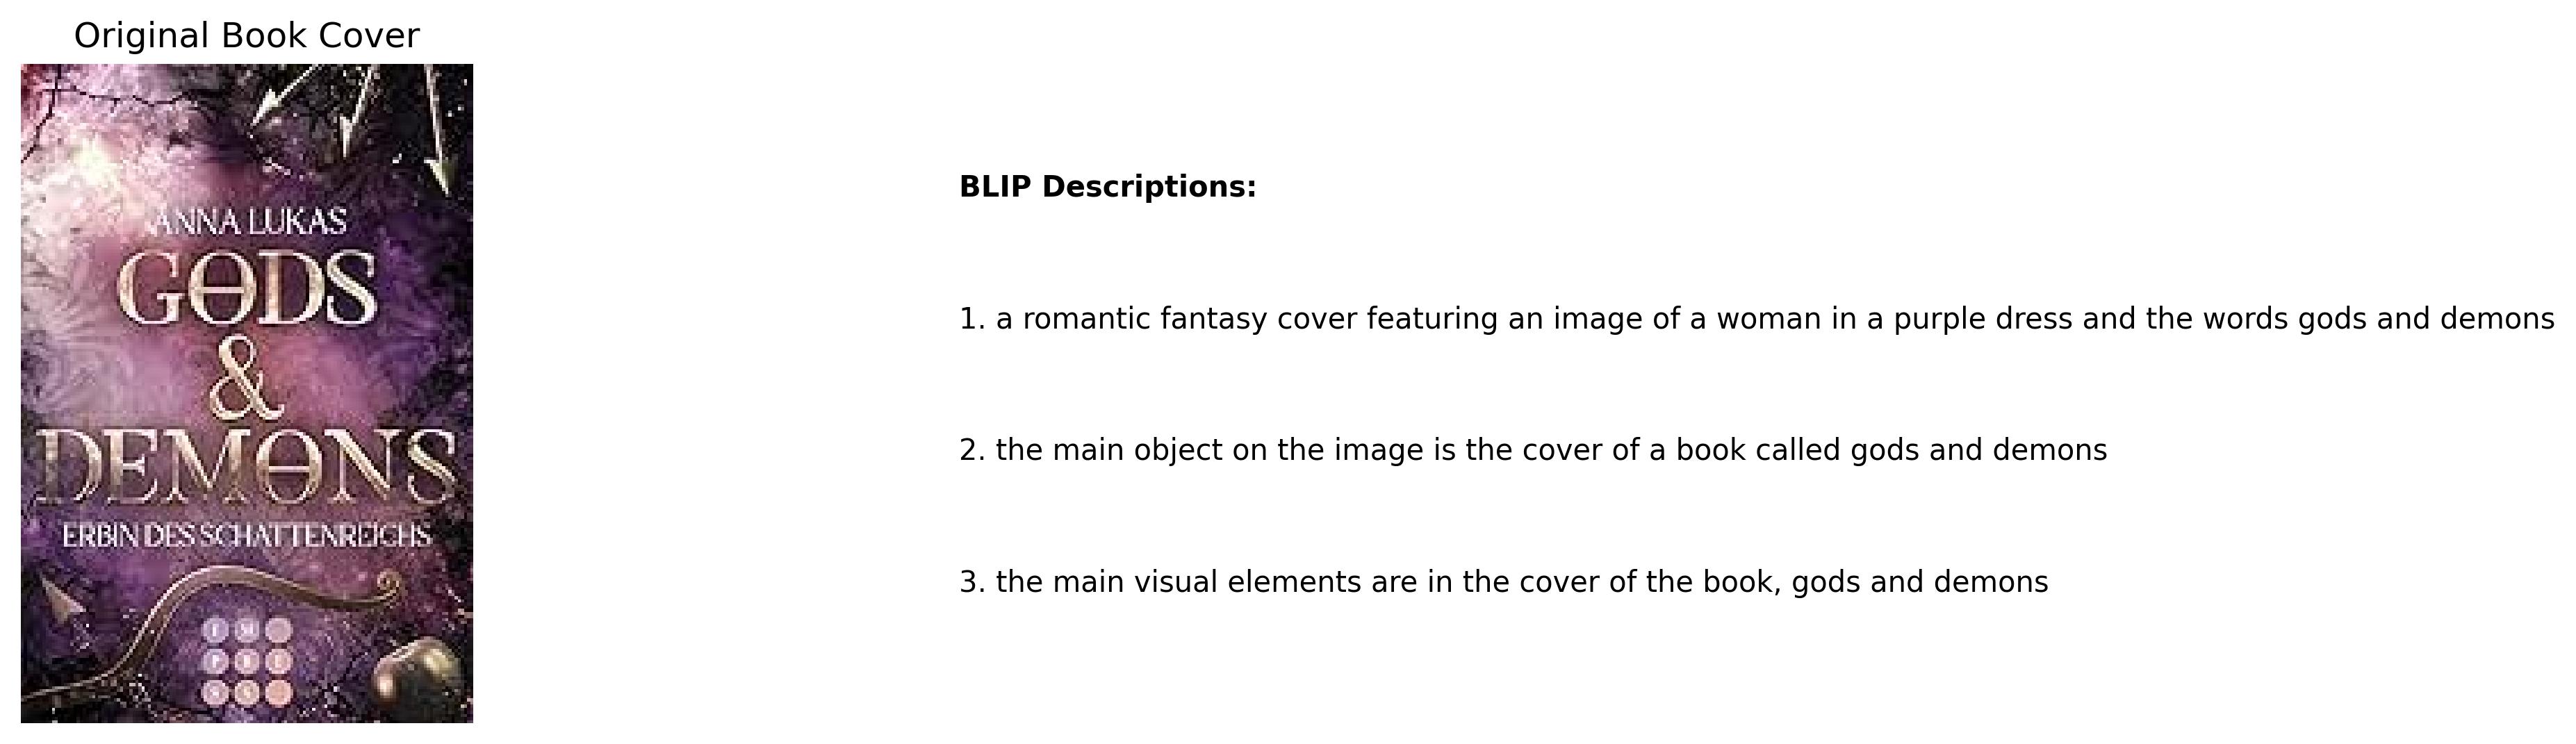 Original Book Cover
ANNA LUKAS
GODS
&
DEMONS
ERBIN DES SCHATTENREICHS
BLIP Descriptions:
1. a romantic fantasy cover featuring an image of a woman in a purple dress and the words gods and demons
2. the main object on the image is the cover of a book called gods and demons
3. the main visual elements are in the cover of the book, gods and demons